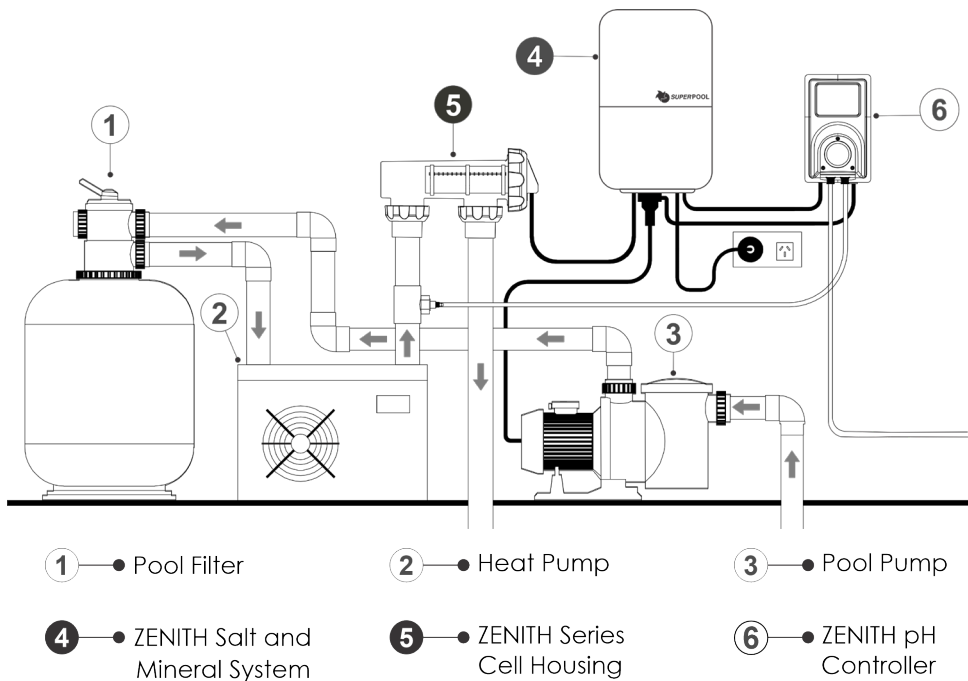 4
SUPERPOOL
5
6
1
2
3
1 Pool Filter
2 Heat Pump
3 Pool Pump
4 ZENITH Salt and
Mineral System
5 ZENITH Series
Cell Housing
6 ZENITH pH
Controller